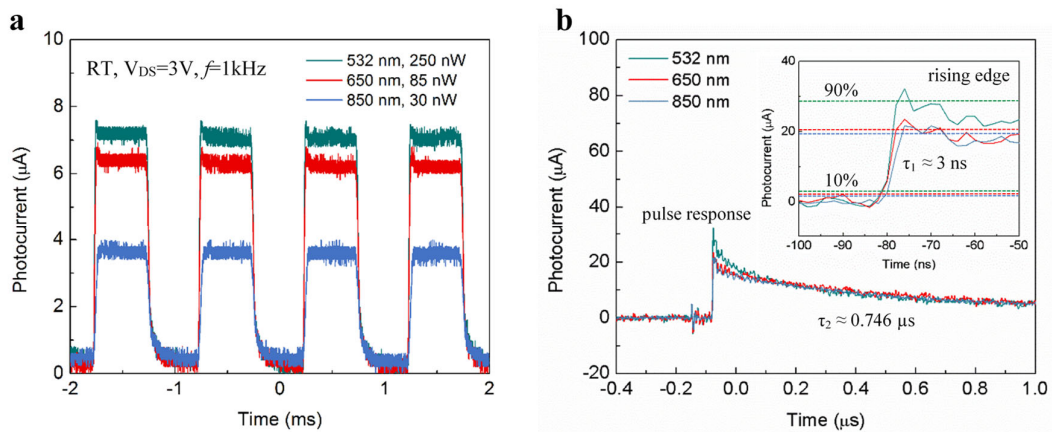 a
10
8
6
4
2
0
Photocurrent (μA)
RT, VDS=3V, f=1kHz
532 nm, 250 nW
650 nm, 85 nW
850 nm, 30 nW
-2
-1
0
1
2
Time (ms)
b
100
80
60
40
20
0
-20
Photocurrent (μA)
532 nm
650 nm
850 nm
pulse response
τ2 ≈ 0.746 μs
-0.4
-0.2
0.0
0.2
0.4
0.6
0.8
1.0
Time (μs)
40
20
0
Photocurrent (μA)
rising edge
90%
τ1 ≈ 3 ns
10%
-100
-90
-80
-70
-60
-50
Time (ns)